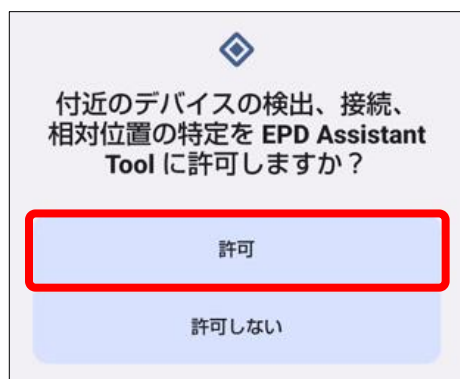 付近のデバイスの検出、接続、
相対位置の特定を EPD Assistant
Tool に許可しますか？
許可
許可しない